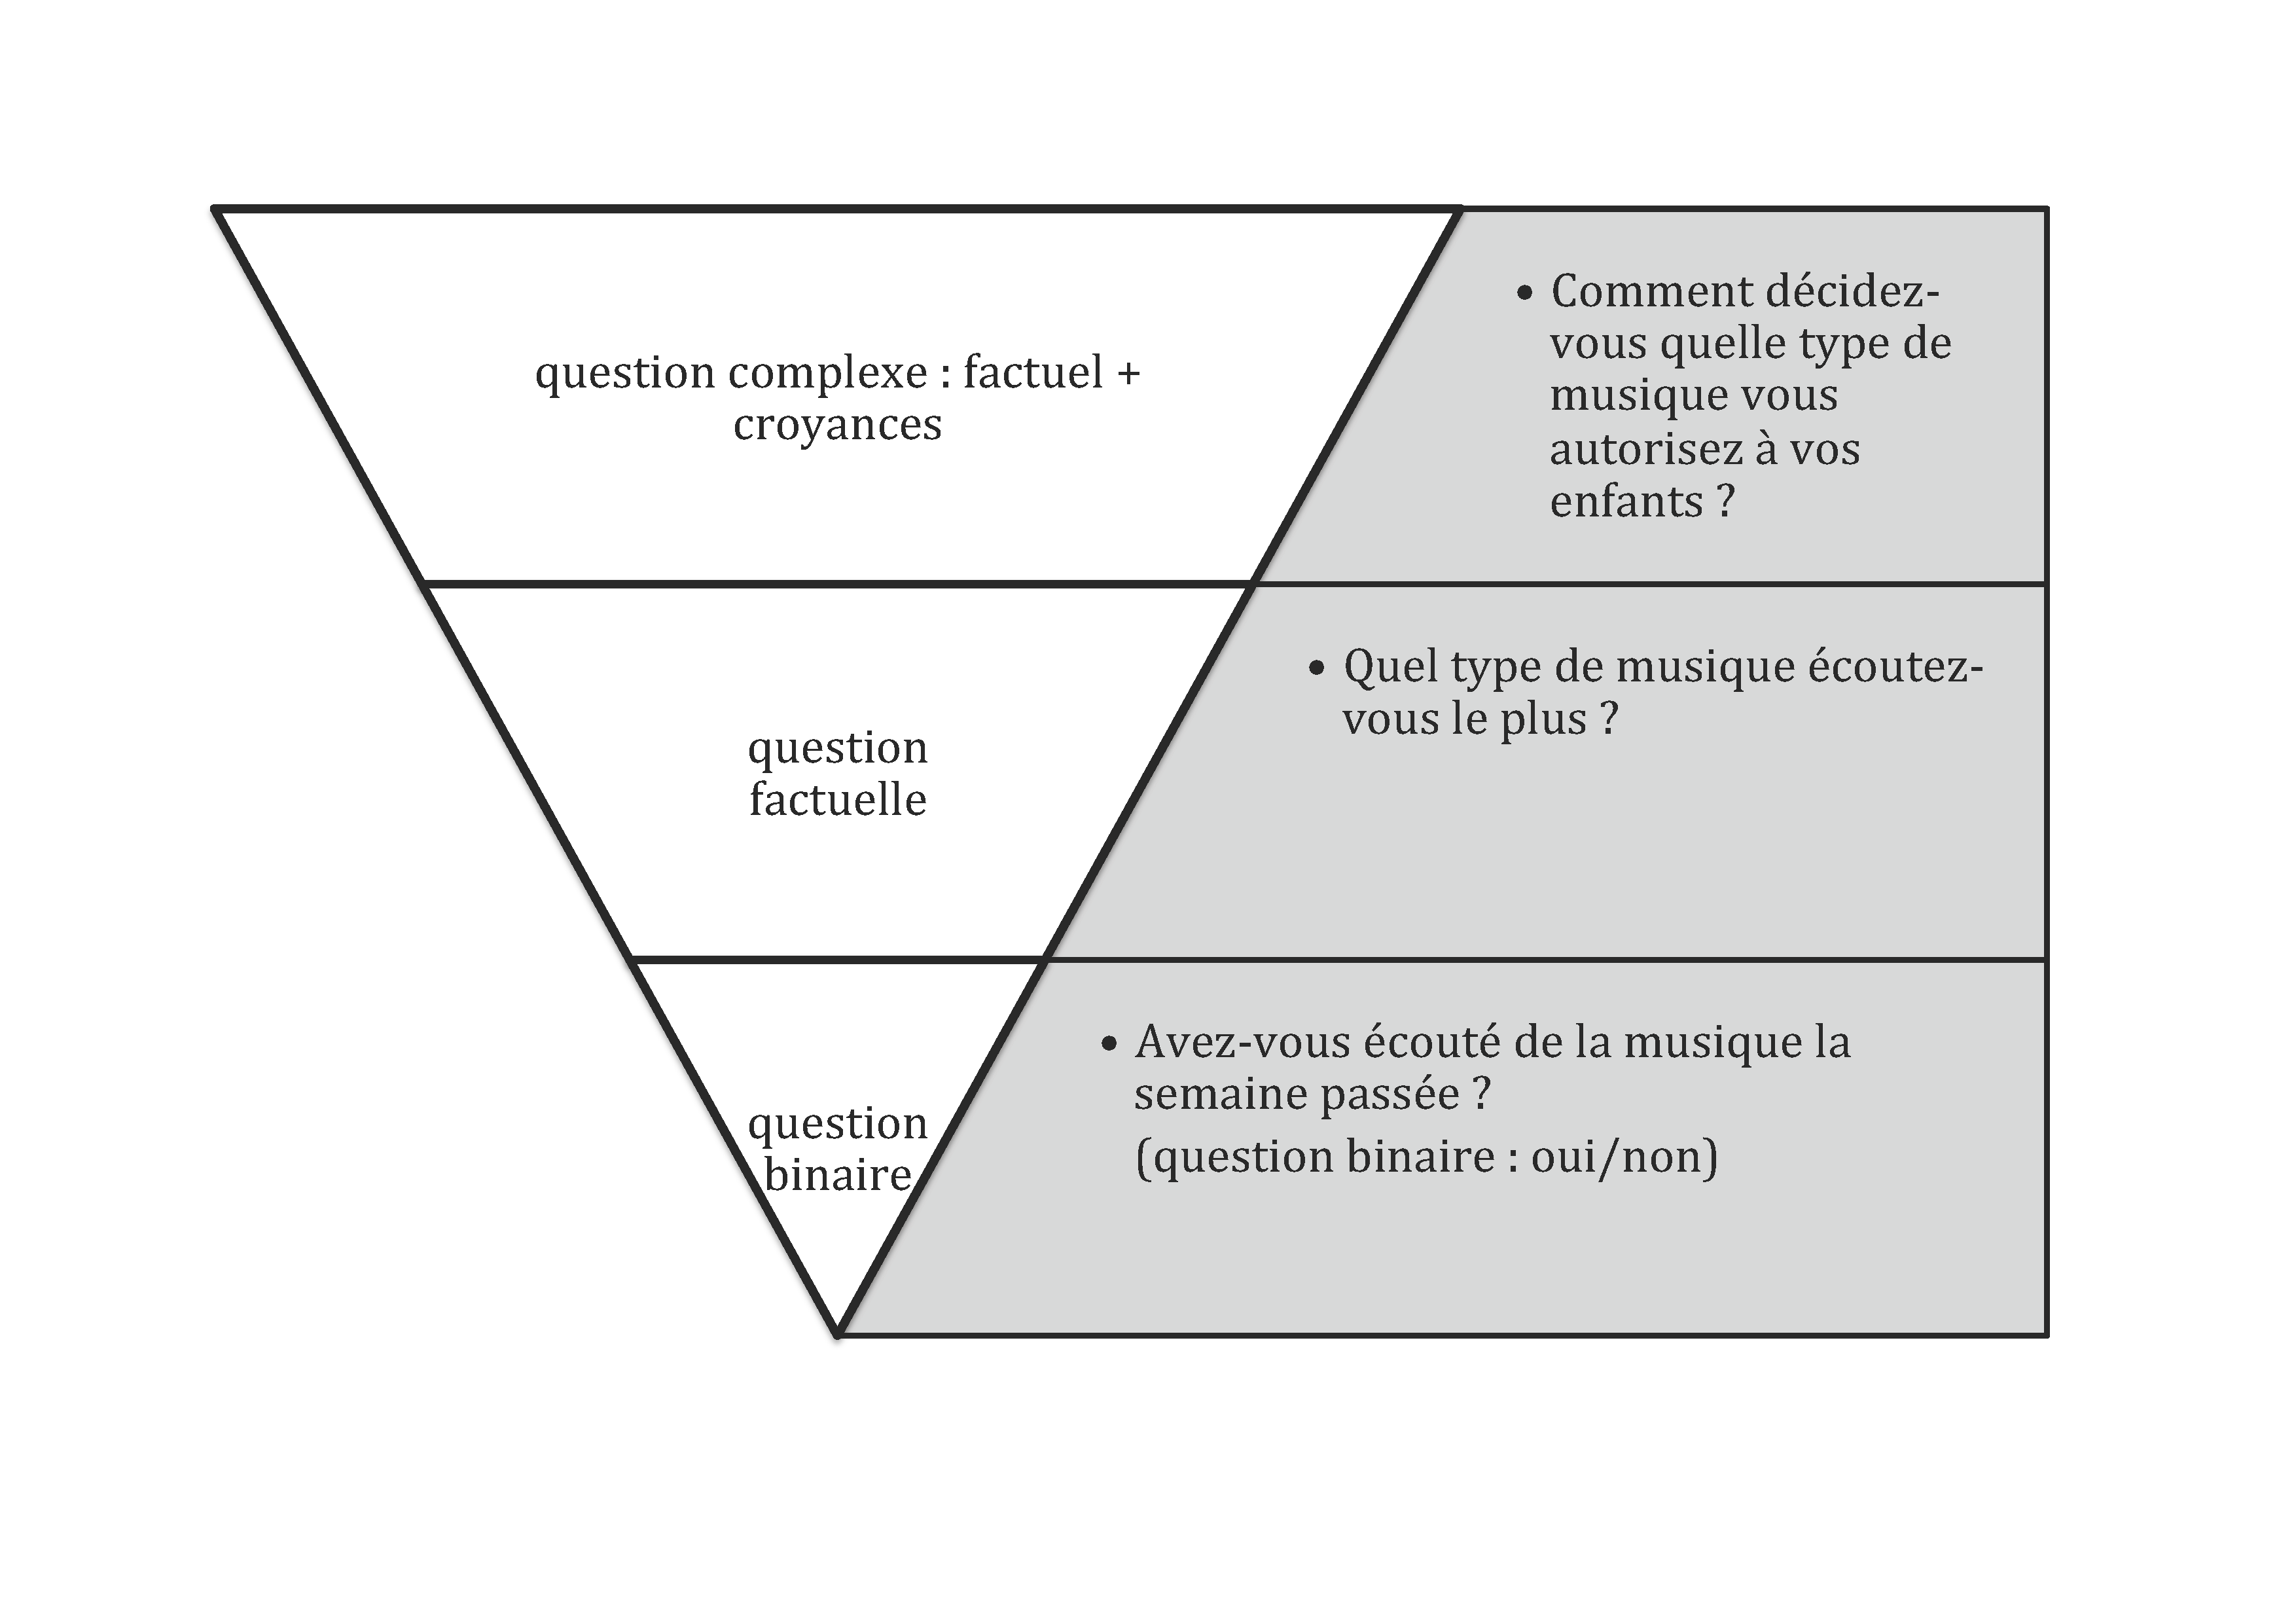 question complexe : factuel +
croyances
• Comment décidez-
vous quelle type de
musique vous
autorisez à vos
enfants ?
question
factuelle
• Quel type de musique écoutez-
vous le plus ?
question
binaire
• Avez-vous écouté de la musique la
semaine passée ?
(question binaire : oui/non)